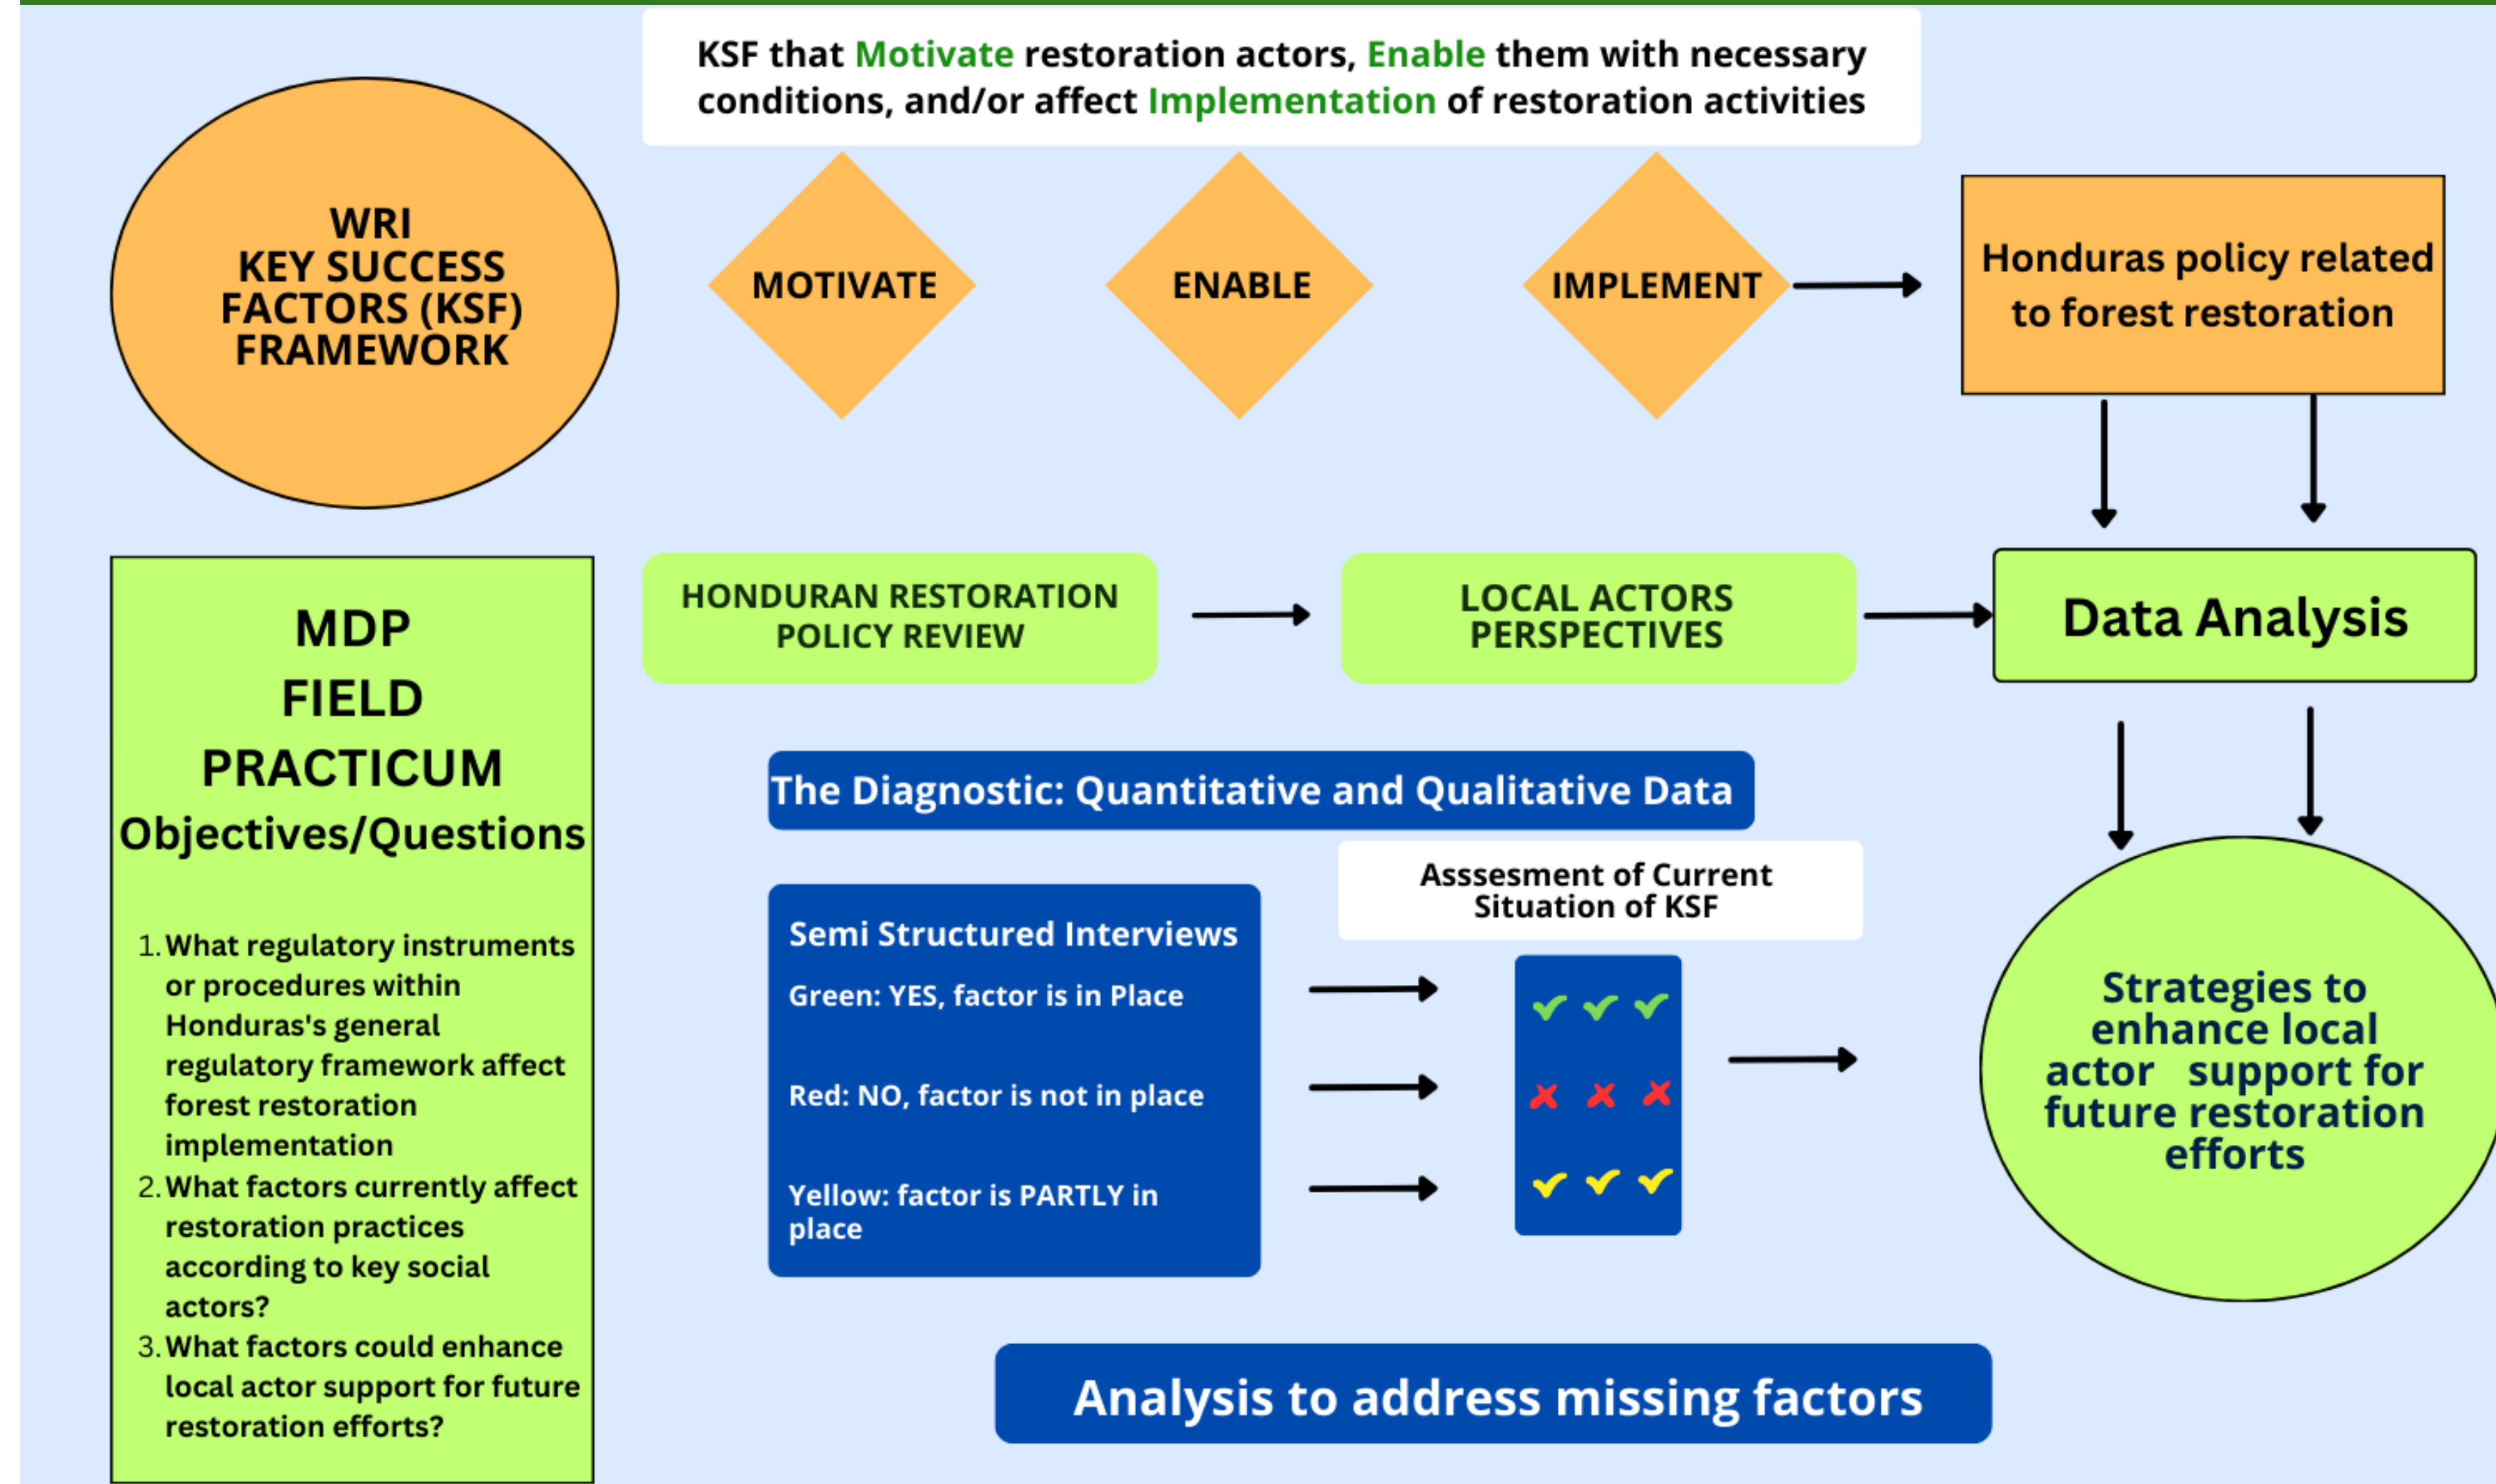 KSF that Motivate restoration actors, Enable them with necessary
conditions, and/or affect Implementation of restoration activities
WRI
KEY SUCCESS
FACTORS (KSF)
FRAMEWORK
MOTIVATE
ENABLE
IMPLEMENT
Honduras policy related
to forest restoration
MDP
FIELD
PRACTICUM
Objectives/Questions
1. What regulatory instruments
or procedures within
Honduras's general
regulatory framework affect
forest restoration
implementation
2. What factors currently affect
restoration practices
according to key social
actors?
3. What factors could enhance
local actor support for future
restoration efforts?
HONDURAN RESTORATION
POLICY REVIEW
LOCAL ACTORS
PERSPECTIVES
Data Analysis
The Diagnostic: Quantitative and Qualitative Data
Semi Structured Interviews
Green: YES, factor is in Place
Red: NO, factor is not in place
Yellow: factor is PARTLY in
place
Asssesment of Current
Situation of KSF
Strategies to
enhance local
actor support for
future restoration
efforts
Analysis to address missing factors